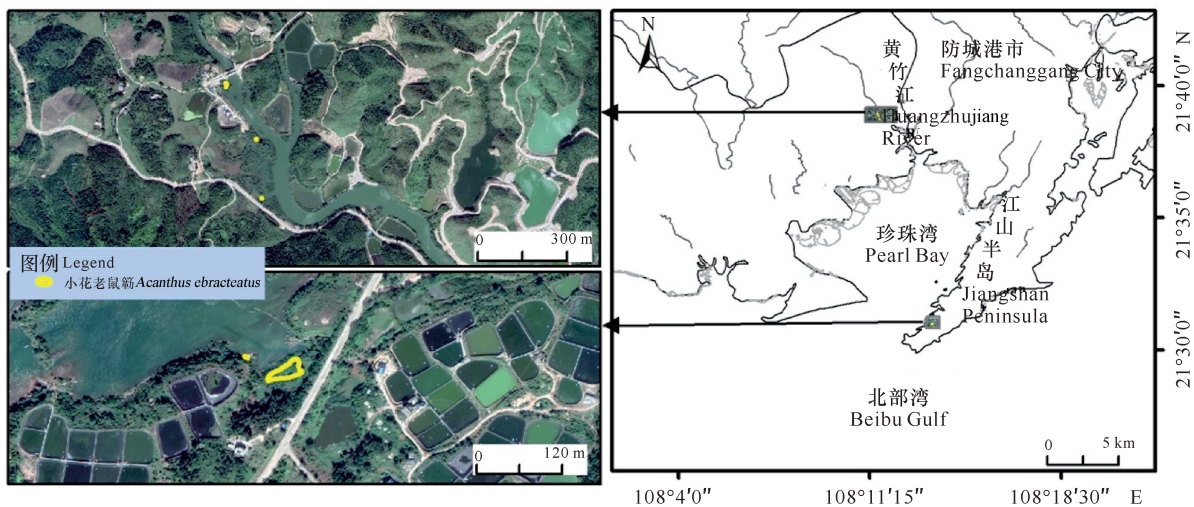 0 300 m
图例 Legend
小花老鼠簕 Acanthus ebracteatus
0 120 m
N
黄竹江
Huangzhujiang
River
防城港市
Fangchanggang City
珍珠湾
Pearl Bay
江山半岛
Jiangshan
Peninsula
北部湾
Beibu Gulf
0 5 km
21°40′0″ N
21°35′0″
21°30′0″
108°4′0″ 108°11′15″ 108°18′30″ E